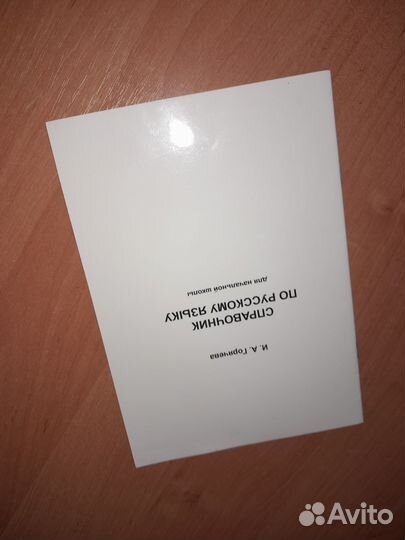 И. А. Горячева
СПРАВОЧНИК
ПО РУССКОМУ ЯЗЫКУ
для начальной школы
Avito